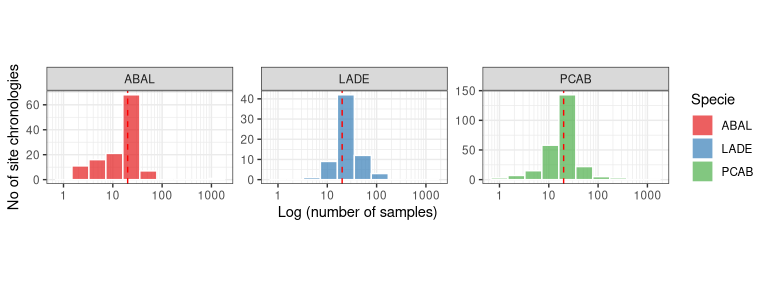 ABAL LADE PCAB
No of site chronologies
60
40
20
0
40
30
20
10
0
150
100
50
0
1 10 100 1000 1 10 100 1000 1 10 100 1000
Log (number of samples)
Specie
ABAL
LADE
PCAB